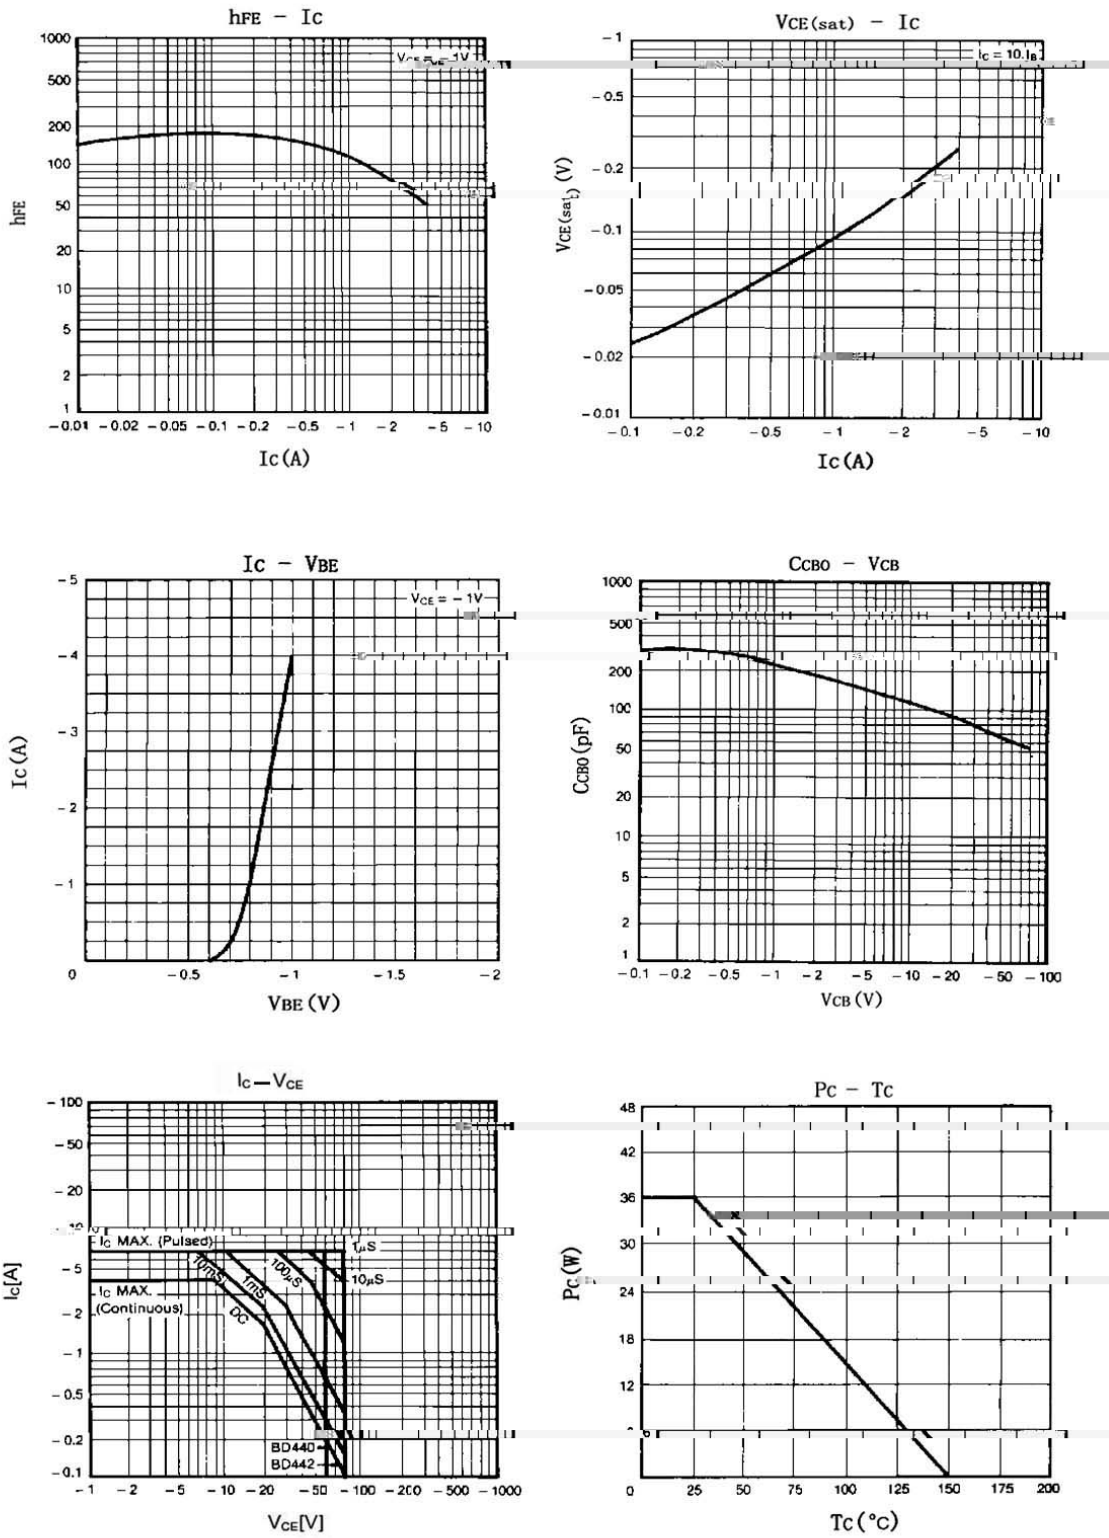 hFE − Ic
1000
500
200
100
50
20
10
5
2
1
hFE
−0.01 −0.02 −0.05 −0.1 −0.2 −0.5 −1 −2 −5 −10
Ic(A)
VCE(sat) − Ic
IC = 10.IB
−1
−0.5
−0.2
−0.1
−0.05
−0.02
−0.01
VCE(sat) (V)
−0.1 −0.2 −0.5 −1 −2 −5 −10
Ic(A)
Ic − VBE
VCE = −1V
−5
−4
−3
−2
−1
0
Ic(A)
−0.5 −1 −1.5 −2
VBE(V)
CCBO − VCB
1000
500
200
100
50
20
10
5
2
1
CCBO(pF)
−0.1 −0.2 −0.5 −1 −2 −5 −10 −20 −50 −100
VCB(V)
IC—VCE
−100
−50
−20
−10
−5
−2
−1
−0.5
−0.2
−0.1
IC[A]
IC MAX. (Pulsed)
IC MAX.
(Continuous)
10mS
1mS
100μS
1μS
10μS
DC
BD440
BD442
−1 −2 −5 −10 −20 −50 −100 −200 −500 −1000
VCE[V]
Pc − Tc
48
42
36
30
24
18
12
6
Pc(W)
0 25 50 75 100 125 150 175 200
Tc(°C)